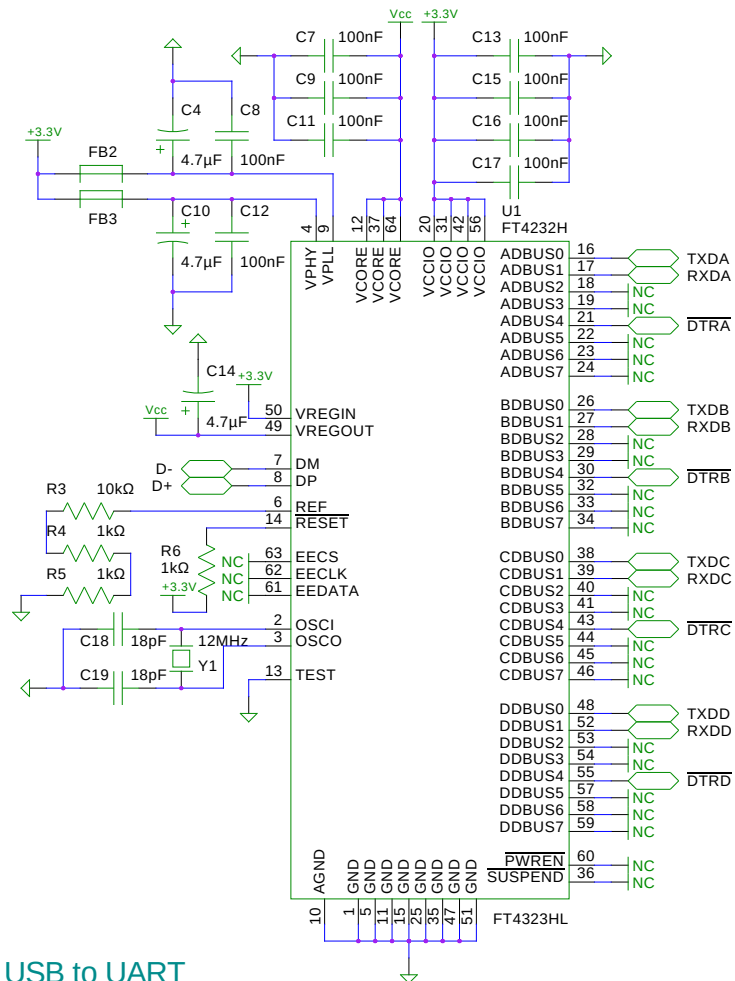 Vcc +3.3V
C7 100nF
C9 100nF
C11 100nF
C13 100nF
C15 100nF
C16 100nF
C17 100nF
C4 4.7µF
C8 100nF
+3.3V
FB2
FB3
C10 4.7µF
C12 100nF
U1
FT4232H
4 VPHY
9 VPLL
12 VCORE
37 VCORE
64 VCORE
20 VCCIO
31 VCCIO
42 VCCIO
56 VCCIO
C14 4.7µF
+3.3V
Vcc
50 VREGIN
49 VREGOUT
D- 7 DM
D+ 8 DP
R3 10kΩ
6 REF
14 RESET
R4 1kΩ
R5 1kΩ
R6 1kΩ
+3.3V
NC 63 EECS
NC 62 EECLK
NC 61 EEDATA
2 OSCI
3 OSCO
C18 18pF
12MHz
Y1
C19 18pF
13 TEST
ADBUS0 16 TXDA
ADBUS1 17 RXDA
ADBUS2 18 NC
ADBUS3 19 NC
ADBUS4 21 DTRA
ADBUS5 22 NC
ADBUS6 23 NC
ADBUS7 24 NC
BDBUS0 26 TXDB
BDBUS1 27 RXDB
BDBUS2 28 NC
BDBUS3 29 NC
BDBUS4 30 DTRB
BDBUS5 32 NC
BDBUS6 33 NC
BDBUS7 34 NC
CDBUS0 38 TXDC
CDBUS1 39 RXDC
CDBUS2 40 NC
CDBUS3 41 NC
CDBUS4 43 DTRC
CDBUS5 44 NC
CDBUS6 45 NC
CDBUS7 46 NC
DDBUS0 48 TXDD
DDBUS1 52 RXDD
DDBUS2 53 NC
DDBUS3 54 NC
DDBUS4 55 DTRD
DDBUS5 57 NC
DDBUS6 58 NC
DDBUS7 59 NC
PWREN 60 NC
SUSPEND 36 NC
AGND 10
GND 1
GND 5
GND 11
GND 15
GND 25
GND 35
GND 47
GND 51
FT4323HL
USB to UART